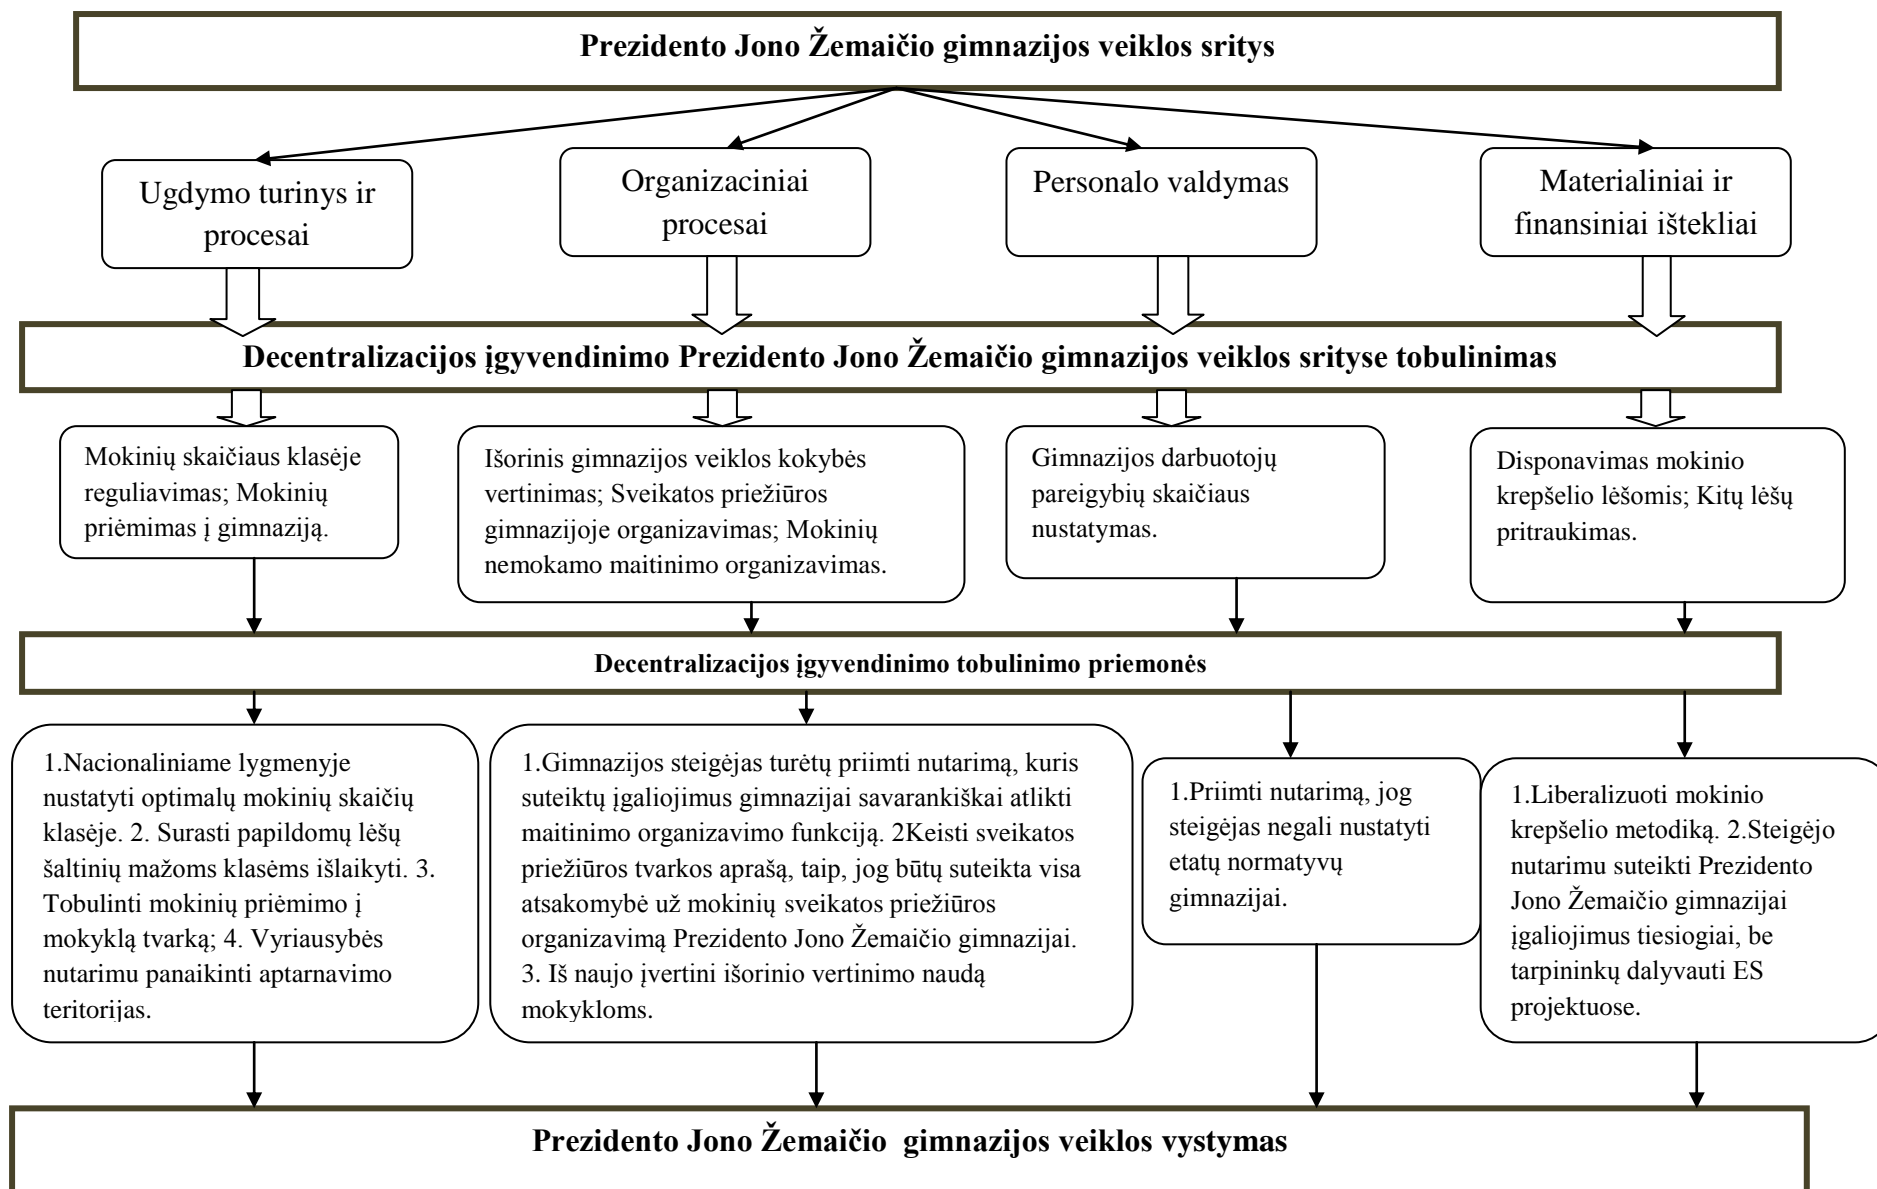 Prezidento Jono Žemaičio gimnazijos veiklos sritys
Ugdymo turinys ir
procesai
Organizaciniai
procesai
Personalo valdymas
Materialiniai ir
finansiniai ištekliai
Decentralizacijos įgyvendinimo Prezidento Jono Žemaičio gimnazijos veiklos srityse tobulinimas
Mokinių skaičiaus klasėje
reguliavimas; Mokinių
priėmimas į gimnaziją.
Išorinis gimnazijos veiklos kokybės
vertinimas; Sveikatos priežiūros
gimnazijoje organizavimas; Mokinių
nemokamo maitinimo organizavimas.
Gimnazijos darbuotojų
pareigybių skaičiaus
nustatymas.
Disponavimas mokinio
krepšelio lėšomis; Kitų lėšų
pritraukimas.
Decentralizacijos įgyvendinimo tobulinimo priemonės
1.Nacionaliniame lygmenyje
nustatyti optimalų mokinių skaičių
klasėje. 2. Surasti papildomų lėšų
šaltinių mažoms klasėms išlaikyti. 3.
Tobulinti mokinių priėmimo į
mokyklą tvarką; 4. Vyriausybės
nutarimu panaikinti aptarnavimo
teritorijas.
1.Gimnazijos steigėjas turėtų priimti nutarimą, kuris
suteiktų įgaliojimus gimnazijai savarankiškai atlikti
maitinimo organizavimo funkciją. 2Keisti sveikatos
priežiūros tvarkos aprašą, taip, jog būtų suteikta visa
atsakomybė už mokinių sveikatos priežiūros
organizavimą Prezidento Jono Žemaičio gimnazijai.
3. Iš naujo įvertini išorinio vertinimo naudą
mokykloms.
1.Priimti nutarimą, jog
steigėjas negali nustatyti
etatų normatyvų
gimnazijai.
1.Liberalizuoti mokinio
krepšelio metodiką. 2.Steigėjo
nutarimu suteikti Prezidento
Jono Žemaičio gimnazijai
įgaliojimus tiesiogiai, be
tarpininkų dalyvauti ES
projektuose.
Prezidento Jono Žemaičio  gimnazijos veiklos vystymas